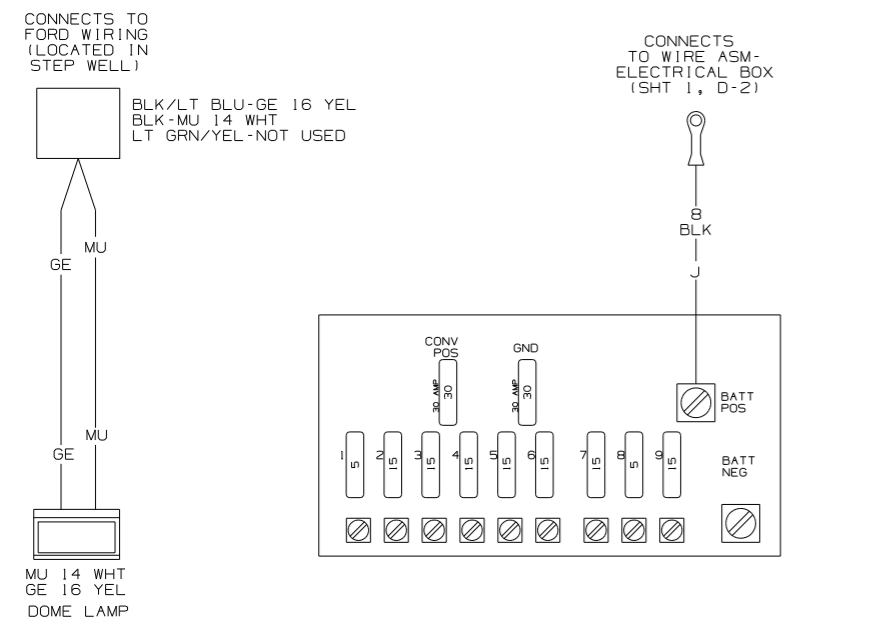 CONNECTS TO
FORD WIRING
(LOCATED IN
STEP WELL)
BLK/LT BLU-GE 16 YEL
BLK-MU 14 WHT
LT GRN/YEL-NOT USED
MU
GE
MU
GE
MU 14 WHT
GE 16 YEL
DOME LAMP
CONNECTS
TO WIRE ASM-
ELECTRICAL BOX
(SHT 1, D-2)
8
BLK
J
CONV
POS
GND
30 AMP 30
30 AMP 30
BATT
POS
1 5 2 15 3 15 4 15 5 15 6 15 7 15 8 5 9 15
BATT
NEG